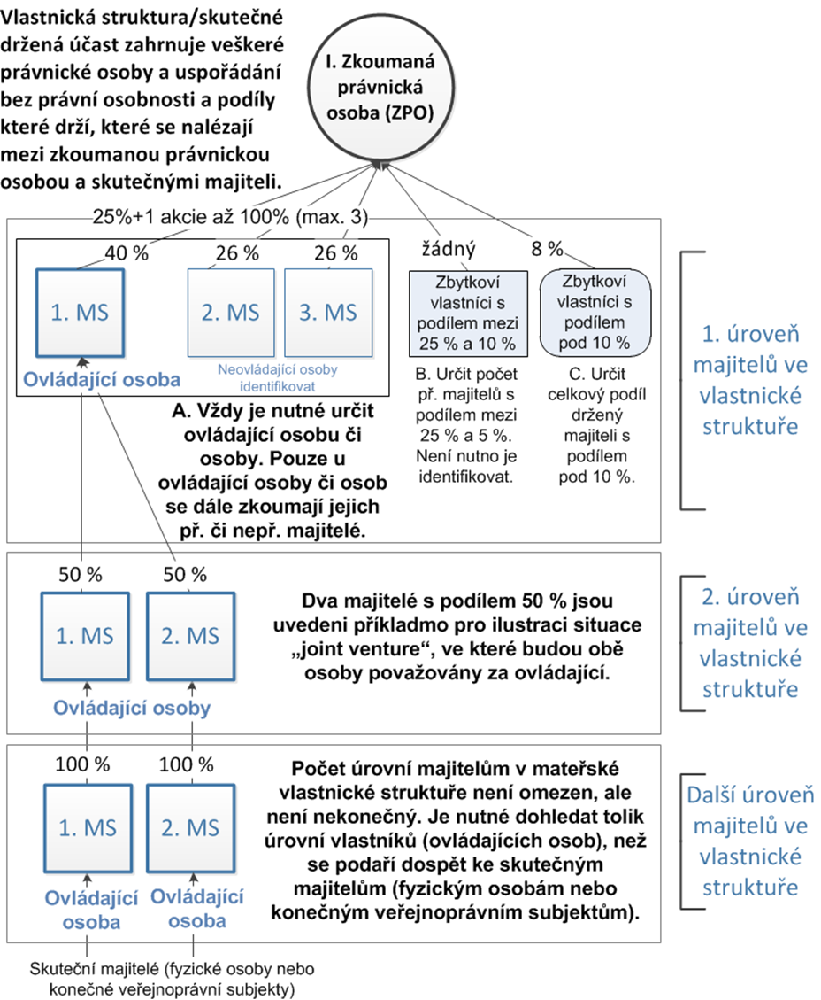 Vlastnická struktura/skutečné
držená účast zahrnuje veškeré
právnické osoby a uspořádání
bez právní osobnosti a podíly
které drží, které se nalézají
mezi zkoumanou právnickou
osobou a skutečnými majiteli.
I. Zkoumaná
právnická
osoba (ZPO)
25%+1 akcie až 100% (max. 3)
40 %
26 %
26 %
žádný
8 %
1. MS
2. MS
3. MS
Zbytkoví
vlastníci s
podílem mezi
25 % a 10 %
Zbytkoví
vlastníci s
podílem
pod 10 %
Ovládající osoba
Neovládající osoby
identifikovat
A. Vždy je nutné určit
ovládající osobu či
osoby. Pouze u
ovládající osoby či osob
se dále zkoumají jejich
př. či nepř. majitelé.
B. Určit počet
př. majitelů s
podílem mezi
25 % a 5 %.
Není nutno je
identifikovat.
C. Určit
celkový podíl
držený
majiteli s
podílem
pod 10 %.
1. úroveň
majitelů ve
vlastnické
struktuře
50 %
50 %
1. MS
2. MS
Ovládající osoby
Dva majitelé s podílem 50 % jsou
uvedeni příkladmo pro ilustraci situace
„joint venture“, ve které budou obě
osoby považovány za ovládající.
2. úroveň
majitelů ve
vlastnické
struktuře
100 %
100 %
1. MS
2. MS
Ovládající
osoba
Ovládající
osoba
Počet úrovní majitelům v mateřské
vlastnické struktuře není omezen, ale
není nekonečný. Je nutné dohledat tolik
úrovní vlastníků (ovládajících osob), než
se podaří dospět ke skutečným
majitelům (fyzickým osobám nebo
konečným veřejnoprávním subjektům).
Další úroveň
majitelů ve
vlastnické
struktuře
Skuteční majitelé (fyzické osoby nebo
konečné veřejnoprávní subjekty)